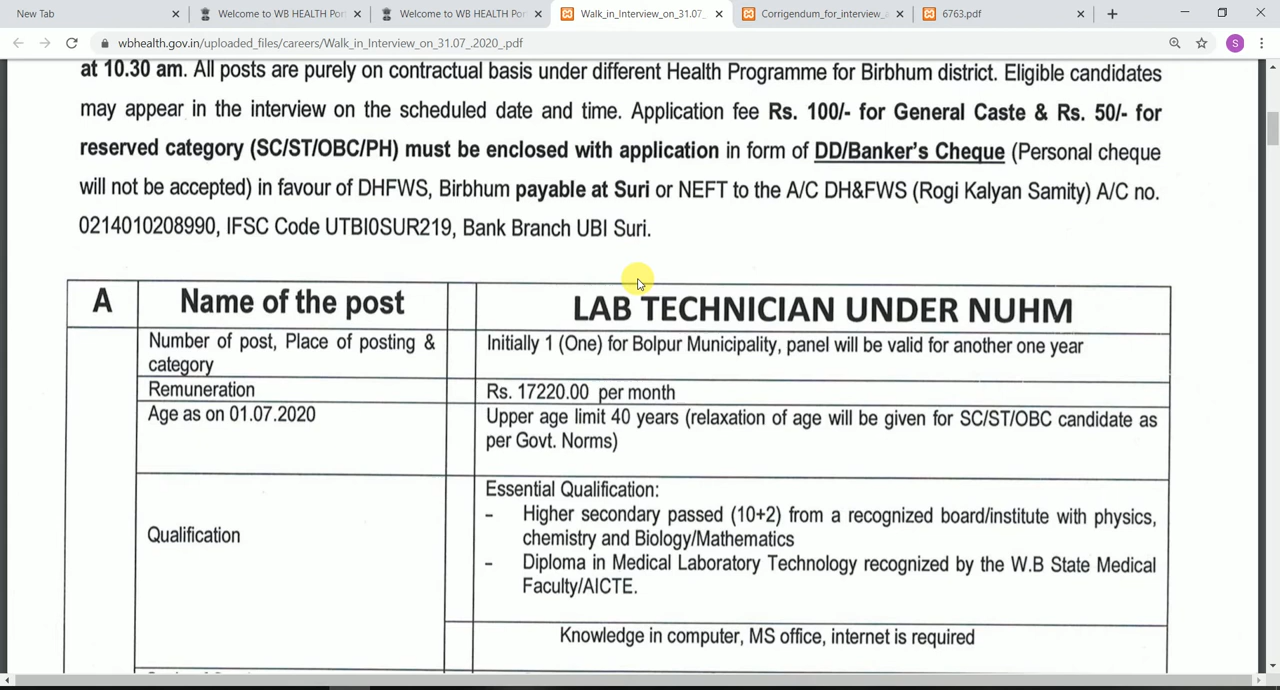 New Tab
Welcome to WB HEALTH Por
Welcome to WB HEALTH Por
Walk_in_Interview_on_31.07_
Corrigendum_for_interview_
6763.pdf
wbhealth.gov.in/uploaded_files/careers/Walk_in_Interview_on_31.07_.2020_.pdf
S
at 10.30 am. All posts are purely on contractual basis under different Health Programme for Birbhum district. Eligible candidates
may appear in the interview on the scheduled date and time. Application fee Rs. 100/- for General Caste & Rs. 50/- for
reserved category (SC/ST/OBC/PH) must be enclosed with application in form of DD/Banker's Cheque (Personal cheque
will not be accepted) in favour of DHFWS, Birbhum payable at Suri or NEFT to the A/C DH&FWS (Rogi Kalyan Samity) A/C no.
0214010208990, IFSC Code UTBI0SUR219, Bank Branch UBI Suri.
A Name of the post LAB TECHNICIAN UNDER NUHM
Number of post, Place of posting & Initially 1 (One) for Bolpur Municipality, panel will be valid for another one year
category
Remuneration Rs. 17220.00 per month
Age as on 01.07.2020 Upper age limit 40 years (relaxation of age will be given for SC/ST/OBC candidate as
per Govt. Norms)
Essential Qualification:
- Higher secondary passed (10+2) from a recognized board/institute with physics,
Qualification chemistry and Biology/Mathematics
- Diploma in Medical Laboratory Technology recognized by the W.B State Medical
Faculty/AICTE.
Knowledge in computer, MS office, internet is required